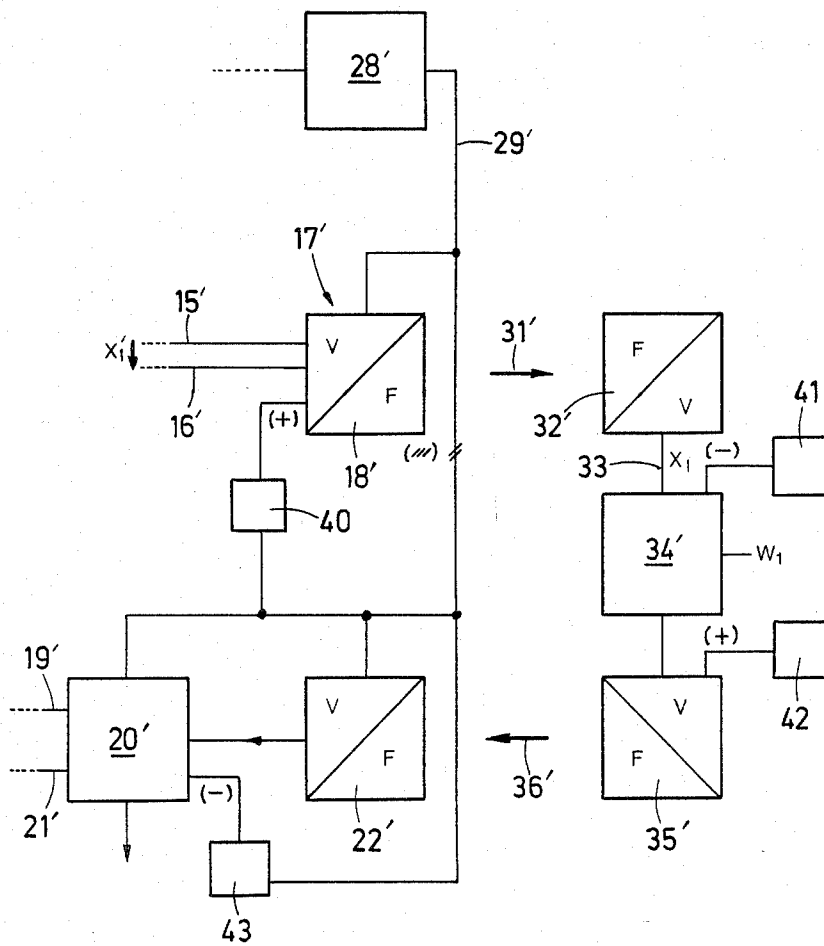 28'
29'
17'
15'
X₁'
16'
V
F
(+)
18'
(///)
40
31'
F
V
32'
33
X₁
(-)
41
34'
W₁
(+)
42
19'
20'
21'
(-)
V
F
22'
43
36'
V
F
35'